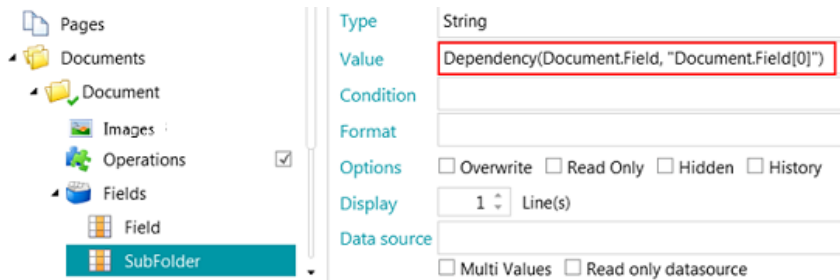 Pages
Documents
Document
Images
Operations
Fields
Field
SubFolder
Type String
Value Dependency(Document.Field, "Document.Field[0]")
Condition
Format
Options Overwrite Read Only Hidden History
Display 1 Line(s)
Data source
Multi Values Read only datasource